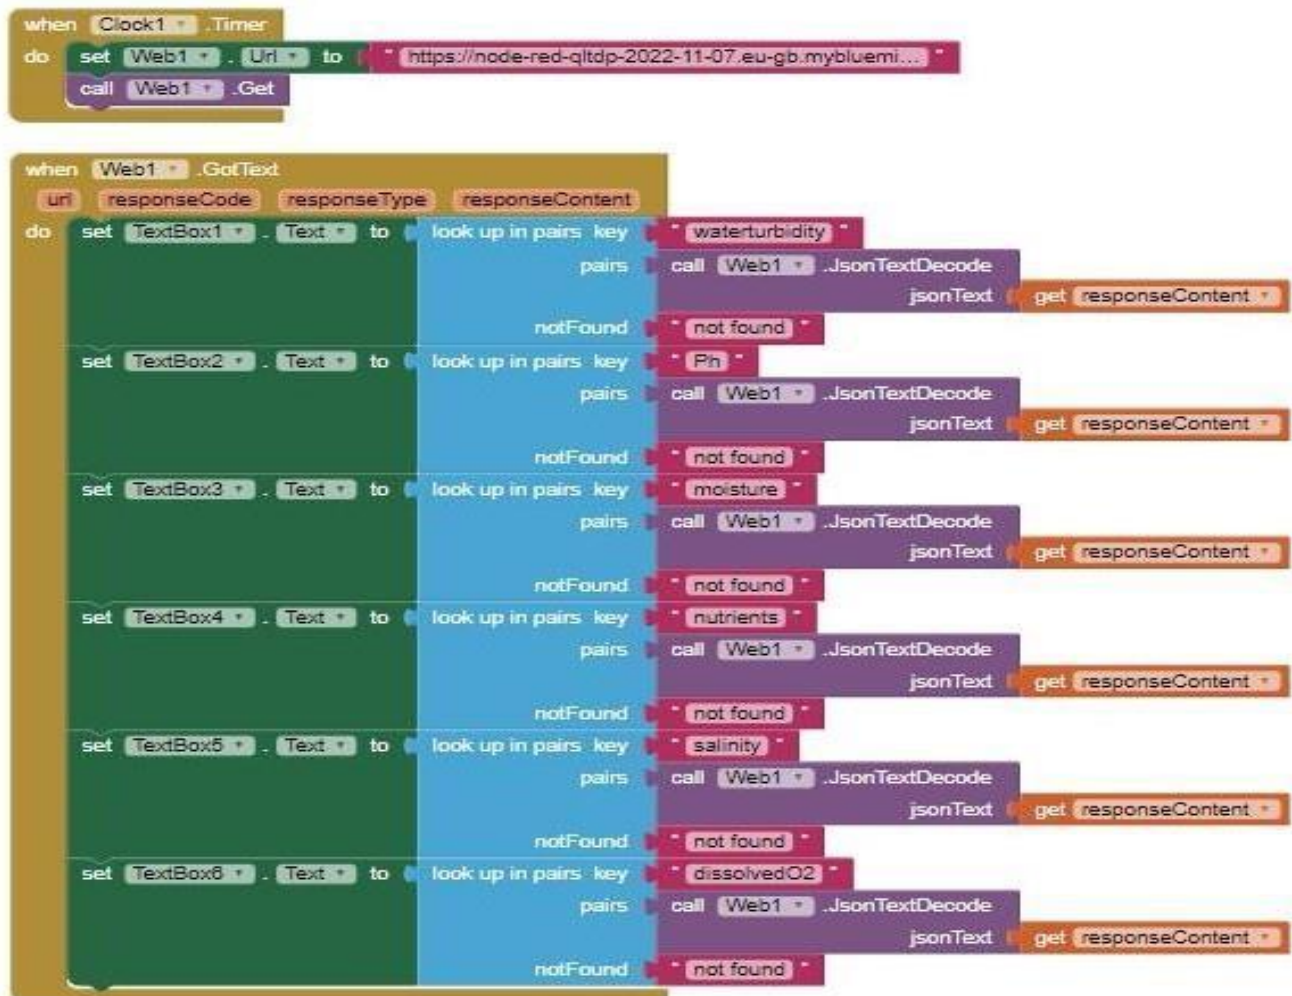 when Clock1 .Timer
do set Web1 . Url to " https://node-red-qltdp-2022-11-07.eu-gb.mybluemi... "
call Web1 .Get
when Web1 .GotText
url responseCode responseType responseContent
do set TextBox1 . Text to look up in pairs key " waterturbidity "
pairs call Web1 .JsonTextDecode
jsonText get responseContent
notFound " not found "
set TextBox2 . Text to look up in pairs key " Ph "
pairs call Web1 .JsonTextDecode
jsonText get responseContent
notFound " not found "
set TextBox3 . Text to look up in pairs key " moisture "
pairs call Web1 .JsonTextDecode
jsonText get responseContent
notFound " not found "
set TextBox4 . Text to look up in pairs key " nutrients "
pairs call Web1 .JsonTextDecode
jsonText get responseContent
notFound " not found "
set TextBox5 . Text to look up in pairs key " salinity "
pairs call Web1 .JsonTextDecode
jsonText get responseContent
notFound " not found "
set TextBox6 . Text to look up in pairs key " dissolvedO2 "
pairs call Web1 .JsonTextDecode
jsonText get responseContent
notFound " not found "